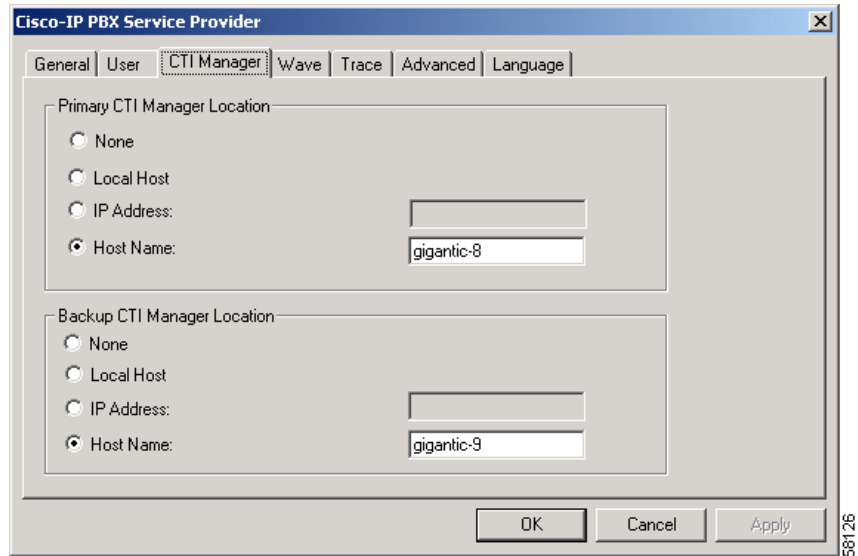 Cisco-IP PBX Service Provider
General User CTI Manager Wave Trace Advanced Language
Primary CTI Manager Location
None
Local Host
IP Address:
Host Name: gigantic-8
Backup CTI Manager Location
None
Local Host
IP Address:
Host Name: gigantic-9
OK Cancel Apply
58126